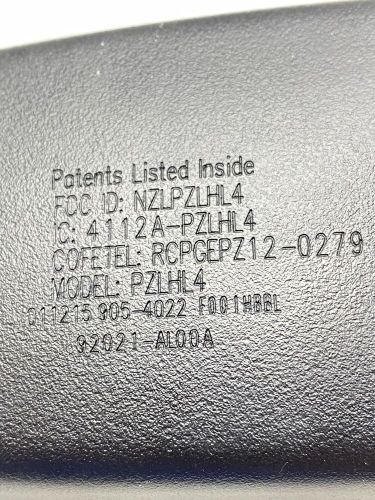 Patents Listed Inside
FCC ID: NZLPZLHL4
IC: 4112A-PZLHL4
COFETEL: RCPGEPZ12-0279
MODEL: PZLHL4
011215 905-4022 F001HBBL
92021-AL00A